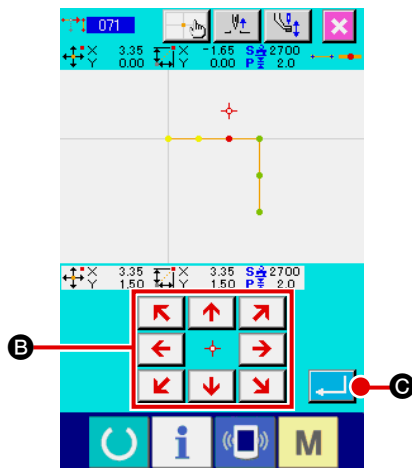 071
X 3.35 X -1.65 S 2700
Y 0.00 Y 0.00 P 2.0
X 3.35 X 3.35 S 2700
Y 1.50 Y 1.50 P 2.0
B
C
i M